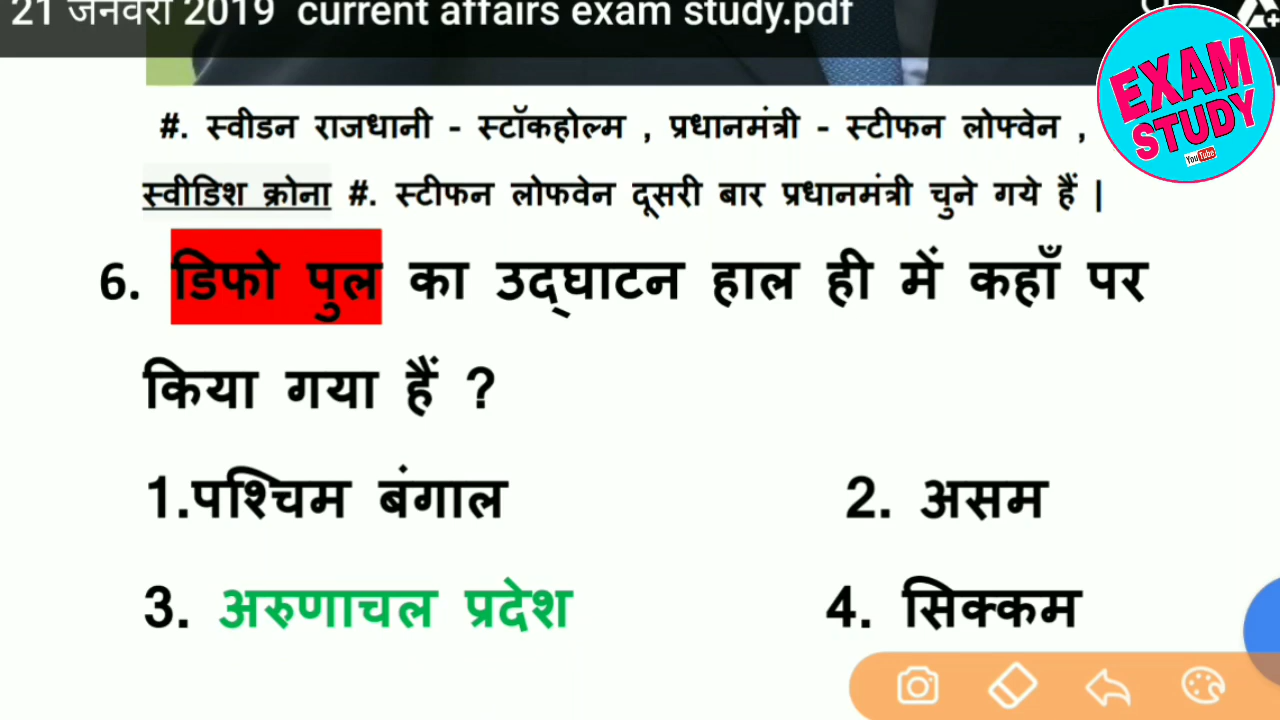 21 जनवरी 2019 current affairs exam study.pdf
EXAM
STUDY
YouTube
#. स्वीडन राजधानी - स्टॉकहोल्म , प्रधानमंत्री - स्टीफन लोफ्वेन ,
स्वीडिश क्रोना #. स्टीफन लोफवेन दूसरी बार प्रधानमंत्री चुने गये हैं |
6. डिफो पुल का उद्घाटन हाल ही में कहाँ पर
किया गया हैं ?
1.पश्चिम बंगाल 2. असम
3. अरुणाचल प्रदेश 4. सिक्कम